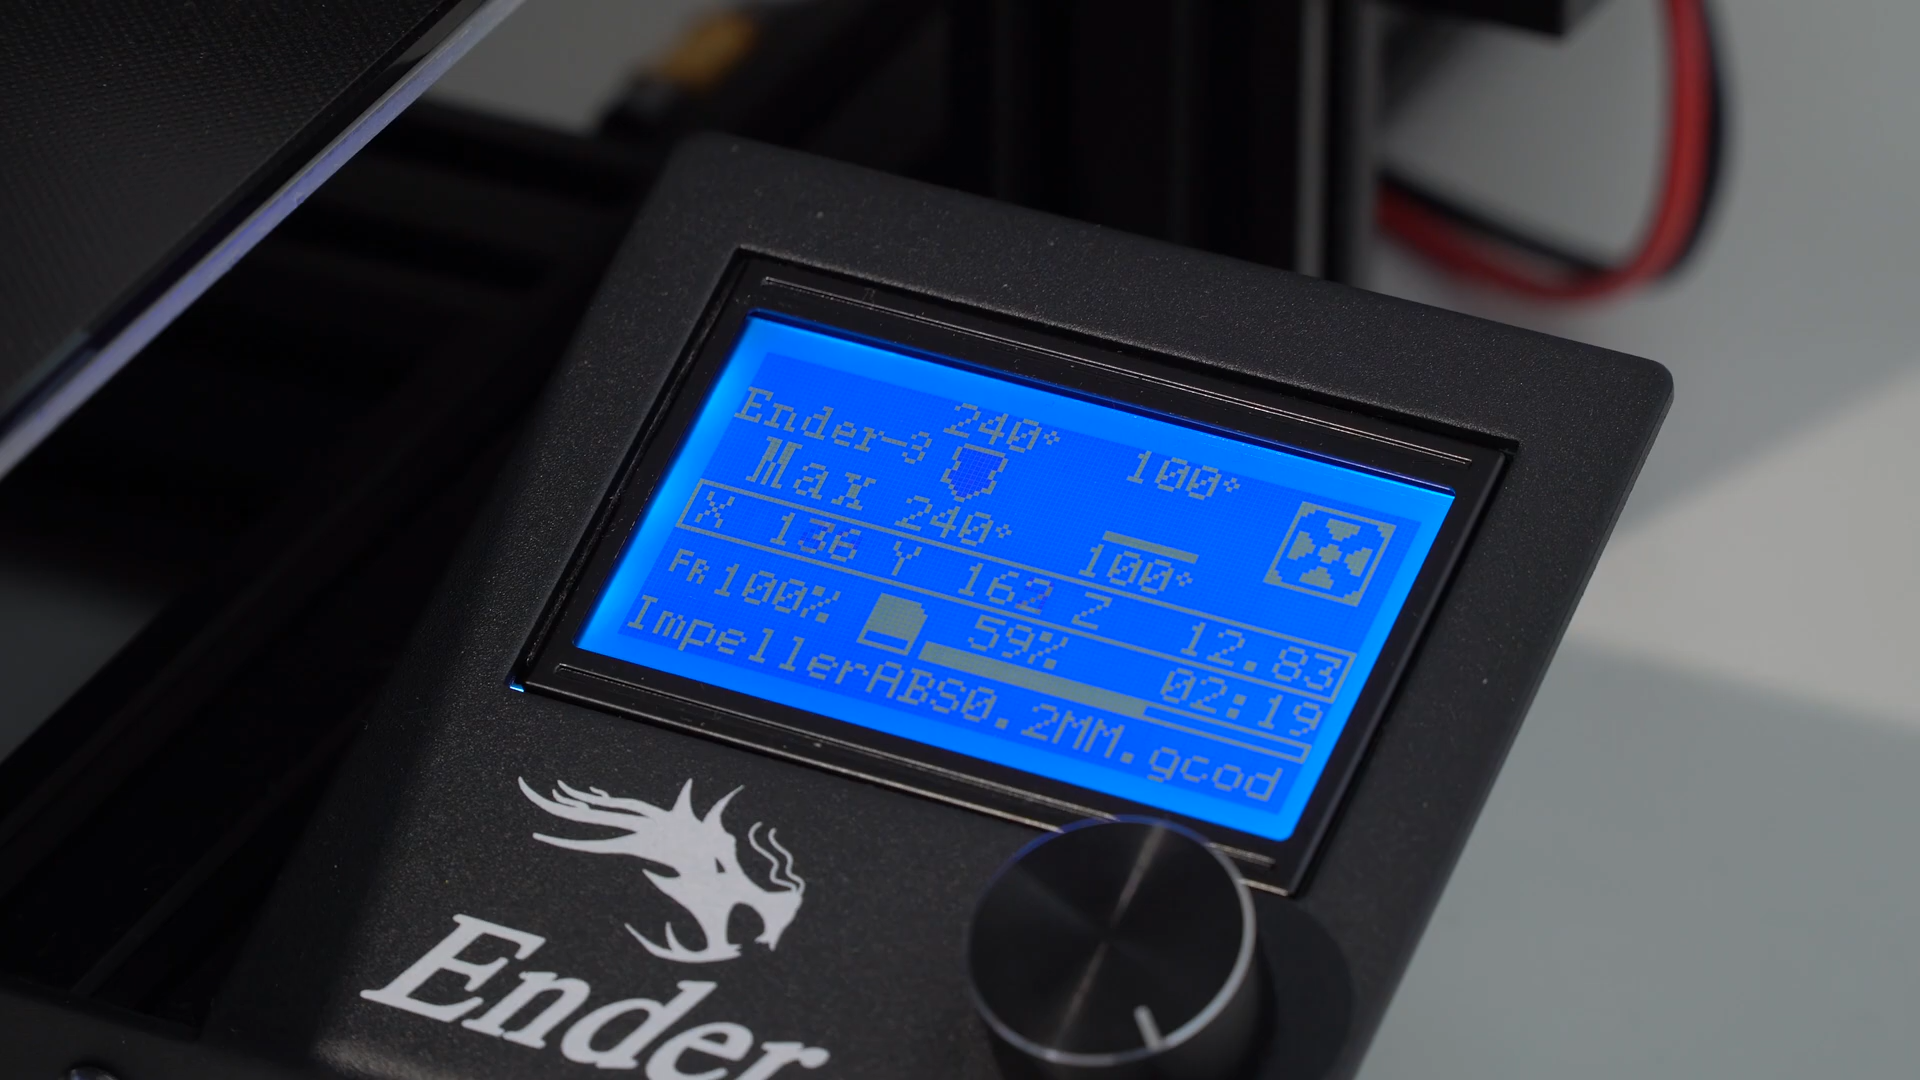 Ender-3 240° 100°
Max 240° 100°
X 136 Y 162 Z 12.83
FR 100% 59% 02:19
ImpellerABS0.2MM.gcod
Ender